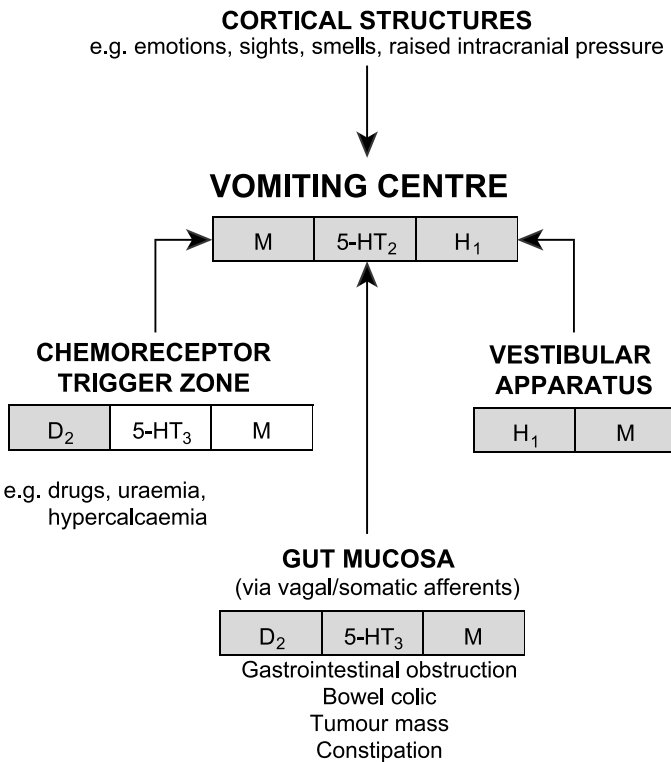 CORTICAL STRUCTURES
e.g. emotions, sights, smells, raised intracranial pressure
VOMITING CENTRE
M 5-HT₂ H₁
CHEMORECEPTOR
TRIGGER ZONE
D₂ 5-HT₃ M
e.g. drugs, uraemia,
hypercalcaemia
VESTIBULAR
APPARATUS
H₁ M
GUT MUCOSA
(via vagal/somatic afferents)
D₂ 5-HT₃ M
Gastrointestinal obstruction
Bowel colic
Tumour mass
Constipation